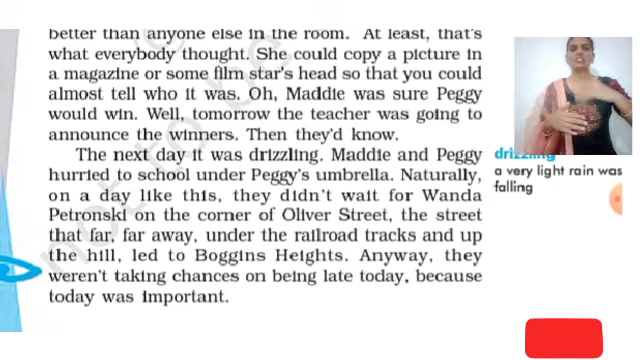 better than anyone else in the room. At least, that's
what everybody thought. She could copy a picture in
a magazine or some film star's head so that you could
almost tell who it was. Oh, Maddie was sure Peggy
would win. Well, tomorrow the teacher was going to
announce the winners. Then they'd know.
The next day it was drizzling. Maddie and Peggy
hurried to school under Peggy's umbrella. Naturally,
on a day like this, they didn't wait for Wanda
Petronski on the corner of Oliver Street, the street
that far, far away, under the railroad tracks and up
the hill, led to Boggins Heights. Anyway, they
weren't taking chances on being late today, because
today was important.
drizzling
a very light rain was
falling
not to be